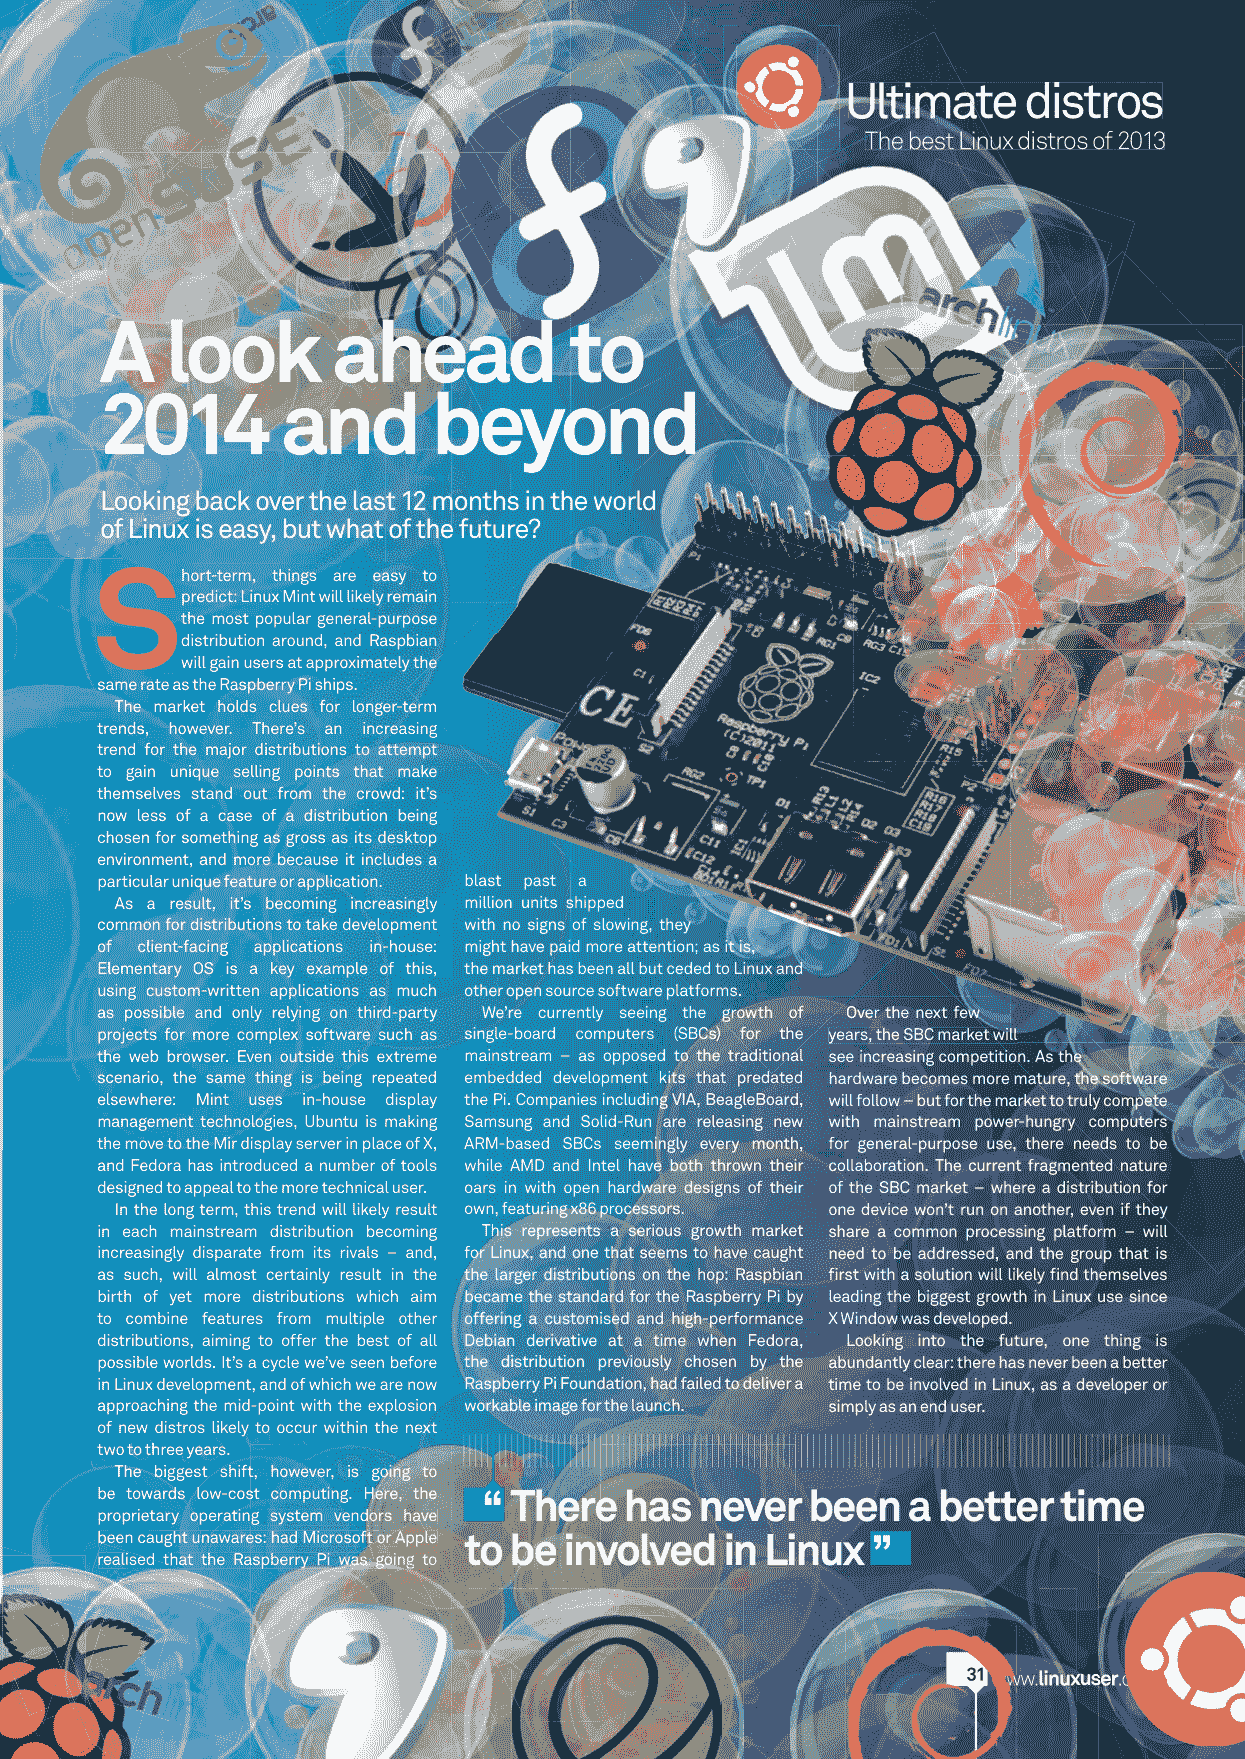 Ultimate distros
The best Linux distros of 2013
openSUSE
arch
A look ahead to
2014 and beyond
Looking back over the last 12 months in the world
of Linux is easy, but what of the future?
Short-term, things are easy to
predict: Linux Mint will likely remain
the most popular general-purpose
distribution around, and Raspbian
will gain users at approximately the
same rate as the Raspberry Pi ships.
The market holds clues for longer-term
trends, however. There's an increasing
trend for the major distributions to attempt
to gain unique selling points that make
themselves stand out from the crowd: it's
now less of a case of a distribution being
chosen for something as gross as its desktop
environment, and more because it includes a
particular unique feature or application.
As a result, it's becoming increasingly
common for distributions to take development
of client-facing applications in-house:
Elementary OS is a key example of this,
using custom-written applications as much
as possible and only relying on third-party
projects for more complex software such as
the web browser. Even outside this extreme
scenario, the same thing is being repeated
elsewhere: Mint uses in-house display
management technologies, Ubuntu is making
the move to the Mir display server in place of X,
and Fedora has introduced a number of tools
designed to appeal to the more technical user.
In the long term, this trend will likely result
in each mainstream distribution becoming
increasingly disparate from its rivals – and,
as such, will almost certainly result in the
birth of yet more distributions which aim
to combine features from multiple other
distributions, aiming to offer the best of all
possible worlds. It's a cycle we've seen before
in Linux development, and of which we are now
approaching the mid-point with the explosion
of new distros likely to occur within the next
two to three years.
The biggest shift, however, is going to
be towards low-cost computing. Here, the
proprietary operating system vendors have
been caught unawares: had Microsoft or Apple
realised that the Raspberry Pi was going to
blast past a
million units shipped
with no signs of slowing, they
might have paid more attention; as it is,
the market has been all but ceded to Linux and
other open source software platforms.
We're currently seeing the growth of
single-board computers (SBCs) for the
mainstream – as opposed to the traditional
embedded development kits that predated
the Pi. Companies including VIA, BeagleBoard,
Samsung and Solid-Run are releasing new
ARM-based SBCs seemingly every month,
while AMD and Intel have both thrown their
oars in with open hardware designs of their
own, featuring x86 processors.
This represents a serious growth market
for Linux, and one that seems to have caught
the larger distributions on the hop: Raspbian
became the standard for the Raspberry Pi by
offering a customised and high-performance
Debian derivative at a time when Fedora,
the distribution previously chosen by the
Raspberry Pi Foundation, had failed to deliver a
workable image for the launch.
Over the next few
years, the SBC market will
see increasing competition. As the
hardware becomes more mature, the software
will follow – but for the market to truly compete
with mainstream power-hungry computers
for general-purpose use, there needs to be
collaboration. The current fragmented nature
of the SBC market – where a distribution for
one device won't run on another, even if they
share a common processing platform – will
need to be addressed, and the group that is
first with a solution will likely find themselves
leading the biggest growth in Linux use since
X Window was developed.
Looking into the future, one thing is
abundantly clear: there has never been a better
time to be involved in Linux, as a developer or
simply as an end user.
“ There has never been a better time
to be involved in Linux ”
CE
Raspberry Pi
arch
31
linuxuser